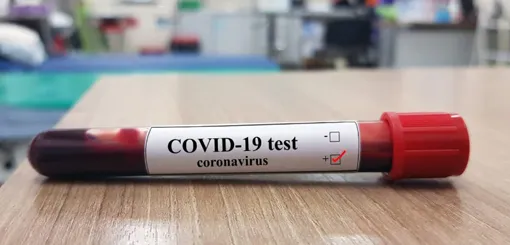 COVID-19 test
coronavirus
-
+